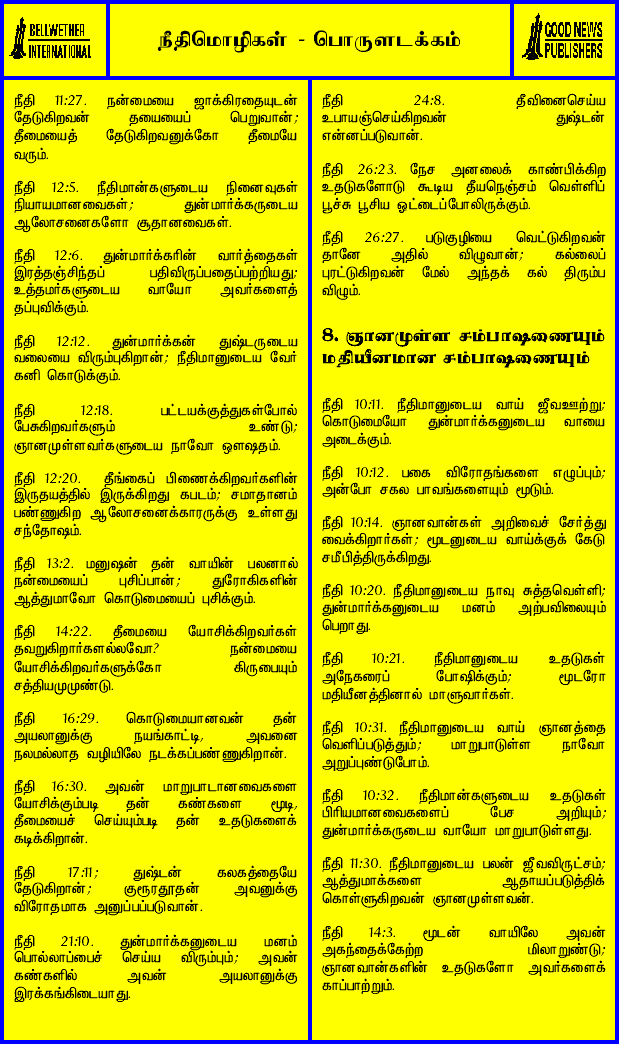 BELLWETHER
INTERNATIONAL
நீதிமொழிகள் - பொருளடக்கம்
GOOD NEWS
PUBLISHERS
நீதி 11:27. நன்மையை ஜாக்கிரதையுடன்
தேடுகிறவன் தயையைப் பெறுவான்;
தீமையைத் தேடுகிறவனுக்கோ தீமையே
வரும்.
நீதி 12:5. நீதிமான்களுடைய நினைவுகள்
நியாயமானவைகள்; துன்மார்க்கருடைய
ஆலோசனைகளோ சூதானவைகள்.
நீதி 12:6. துன்மார்க்கரின் வார்த்தைகள்
இரத்தஞ்சிந்தப் பதிவிருப்பதைப்பற்றியது;
உத்தமர்களுடைய வாயோ அவர்களைத்
தப்புவிக்கும்.
நீதி 12:12. துன்மார்க்கன் துஷ்டருடைய
வலையை விரும்புகிறான்; நீதிமானுடைய வேர்
கனி கொடுக்கும்.
நீதி 12:18. பட்டயக்குத்துகள்போல்
பேசுகிறவர்களும் உண்டு;
ஞானமுள்ளவர்களுடைய நாவோ ஔஷதம்.
நீதி 12:20. தீங்கைப் பிணைக்கிறவர்களின்
இருதயத்தில் இருக்கிறது கபடம்; சமாதானம்
பண்ணுகிற ஆலோசனைக்காரருக்கு உள்ளது
சந்தோஷம்.
நீதி 13:2. மனுஷன் தன் வாயின் பலனால்
நன்மையைப் புசிப்பான்; துரோகிகளின்
ஆத்துமாவோ கொடுமையைப் புசிக்கும்.
நீதி 14:22. தீமையை யோசிக்கிறவர்கள்
தவறுகிறார்களல்லவோ? நன்மையை
யோசிக்கிறவர்களுக்கோ கிருபையும்
சத்தியமுமுண்டு.
நீதி 16:29. கொடுமையானவன் தன்
அயலானுக்கு நயங்காட்டி, அவனை
நலமல்லாத வழியிலே நடக்கப்பண்ணுகிறான்.
நீதி 16:30. அவன் மாறுபாடானவைகளை
யோசிக்கும்படி தன் கண்களை மூடி,
தீமையைச் செய்யும்படி தன் உதடுகளைக்
கடிக்கிறான்.
நீதி 17:11; துஷ்டன் கலகத்தையே
தேடுகிறான்; குரூரதூதன் அவனுக்கு
விரோதமாக அனுப்பப்படுவான்.
நீதி 21:10. துன்மார்க்கனுடைய மனம்
பொல்லாப்பைச் செய்ய விரும்பும்; அவன்
கண்களில் அவன் அயலானுக்கு
இரக்கங்கிடையாது.
நீதி 24:8. தீவினைசெய்ய
உபாயஞ்செய்கிறவன் துஷ்டன்
என்னப்படுவான்.
நீதி 26:23. நேச அனலைக் காண்பிக்கிற
உதடுகளோடு கூடிய தீயநெஞ்சம் வெள்ளிப்
பூச்சு பூசிய ஓட்டைப்போலிருக்கும்.
நீதி 26:27. படுகுழியை வெட்டுகிறவன்
தானே அதில் விழுவான்; கல்லைப்
புரட்டுகிறவன் மேல் அந்தக் கல் திரும்ப
விழும்.
8. ஞானமுள்ள சம்பாஷணையும்
மதியீனமான சம்பாஷணையும்
நீதி 10:11. நீதிமானுடைய வாய் ஜீவஊற்று;
கொடுமையோ துன்மார்க்கனுடைய வாயை
அடைக்கும்.
நீதி 10:12. பகை விரோதங்களை எழுப்பும்;
அன்போ சகல பாவங்களையும் மூடும்.
நீதி 10:14. ஞானவான்கள் அறிவைச் சேர்த்து
வைக்கிறார்கள்; மூடனுடைய வாய்க்குக் கேடு
சமீபித்திருக்கிறது.
நீதி 10:20. நீதிமானுடைய நாவு சுத்தவெள்ளி;
துன்மார்க்கனுடைய மனம் அற்பவிலையும்
பெறாது.
நீதி 10:21. நீதிமானுடைய உதடுகள்
அநேகரைப் போஷிக்கும்; மூடரோ
மதியீனத்தினால் மாளுவார்கள்.
நீதி 10:31. நீதிமானுடைய வாய் ஞானத்தை
வெளிப்படுத்தும்; மாறுபாடுள்ள நாவோ
அறுப்புண்டுபோம்.
நீதி 10:32. நீதிமான்களுடைய உதடுகள்
பிரியமானவைகளைப் பேச அறியும்;
துன்மார்க்கருடைய வாயோ மாறுபாடுள்ளது.
நீதி 11:30. நீதிமானுடைய பலன் ஜீவவிருட்சம்;
ஆத்துமாக்களை ஆதாயப்படுத்திக்
கொள்ளுகிறவன் ஞானமுள்ளவன்.
நீதி 14:3. மூடன் வாயிலே அவன்
அகந்தைக்கேற்ற மிலாறுண்டு;
ஞானவான்களின் உதடுகளோ அவர்களைக்
காப்பாற்றும்.